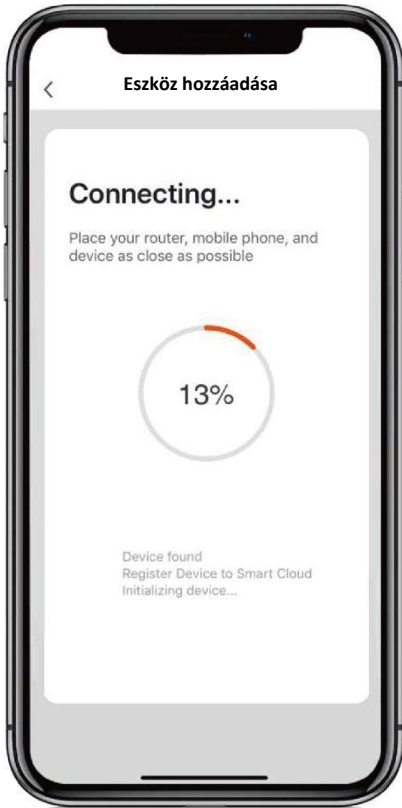 Eszköz hozzáadása
Connecting...
Place your router, mobile phone, and
device as close as possible
13%
Device found
Register Device to Smart Cloud
Initializing device...